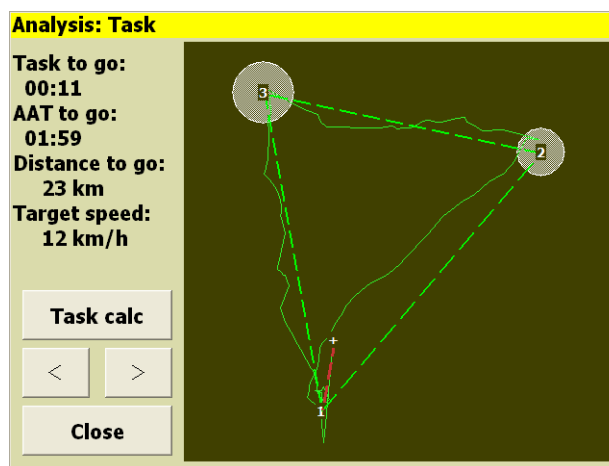 Analysis: Task
Task to go:
00:11
AAT to go:
01:59
Distance to go:
23 km
Target speed:
12 km/h
Task calc
< >
Close
3
2
+
1